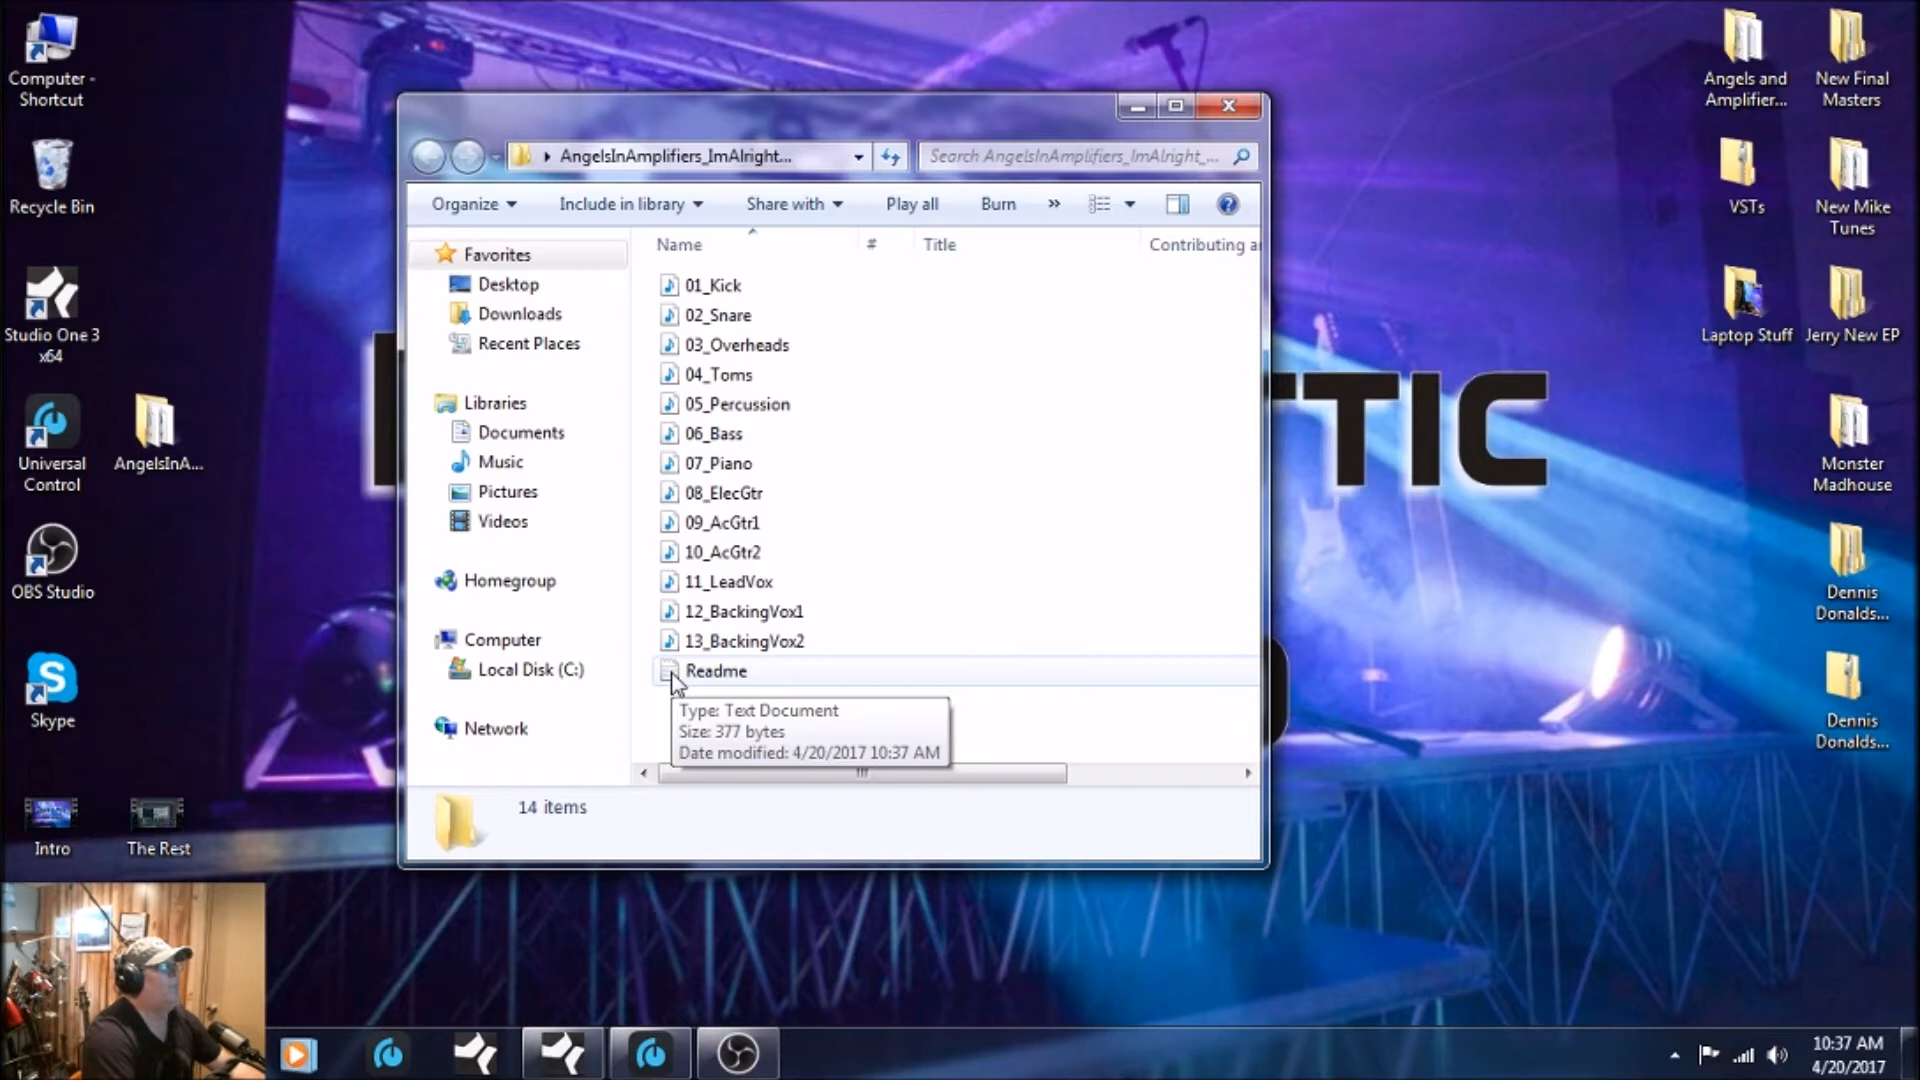 Computer -
Shortcut
Recycle Bin
Studio One 3
x64
Universal
Control
AngelsInA...
OBS Studio
Skype
Intro
The Rest
AngelsInAmplifiers_ImAlright...
Search AngelsInAmplifiers_ImAlright_...
Organize
Include in library
Share with
Play all
Burn
»
Name
#
Title
Contributing ar
Favorites
Desktop
Downloads
Recent Places
Libraries
Documents
Music
Pictures
Videos
Homegroup
Computer
Local Disk (C:)
Network
01_Kick
02_Snare
03_Overheads
04_Toms
05_Percussion
06_Bass
07_Piano
08_ElecGtr
09_AcGtr1
10_AcGtr2
11_LeadVox
12_BackingVox1
13_BackingVox2
Readme
Type: Text Document
Size: 377 bytes
Date modified: 4/20/2017 10:37 AM
14 items
TTIC
Angels and
Amplifier...
New Final
Masters
VSTs
New Mike
Tunes
Laptop Stuff
Jerry New EP
Monster
Madhouse
Dennis
Donalds...
Dennis
Donalds...
10:37 AM
4/20/2017